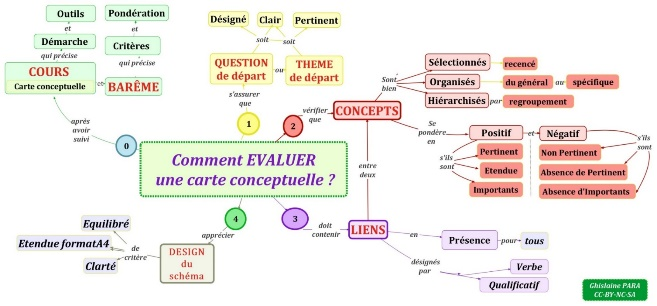 Outils
Pondération
et
et
Démarche
Critères
qui précise
qui précise
COURS
Carte conceptuelle
et
BARÊME
après
avoir
suivi
0
Désigné
Clair
Pertinent
soit
soit
QUESTION
de départ
ou
THEME
de départ
s'assurer
que
1
2
vérifier
que
CONCEPTS
Sont
bien
Sélectionnés
recencé
Organisés
du général
au
spécifique
Hiérarchisés
par
regroupement
Se
pondère
en
Positif
et
Négatif
s'ils
sont
s'ils
sont
Pertinent
Non Pertinent
Etendue
Absence de Pertinent
Importants
Absence d'Importants
Comment EVALUER
une carte conceptuelle ?
entre
deux
3
doit
contenir
LIENS
en
Présence
pour
tous
désignés
par
Verbe
Qualificatif
4
apprécier
DESIGN
du
schéma
de
critère
Equilibré
Etendue formatA4
Clarté
Ghislaine PARA
CC-BY-NC-SA